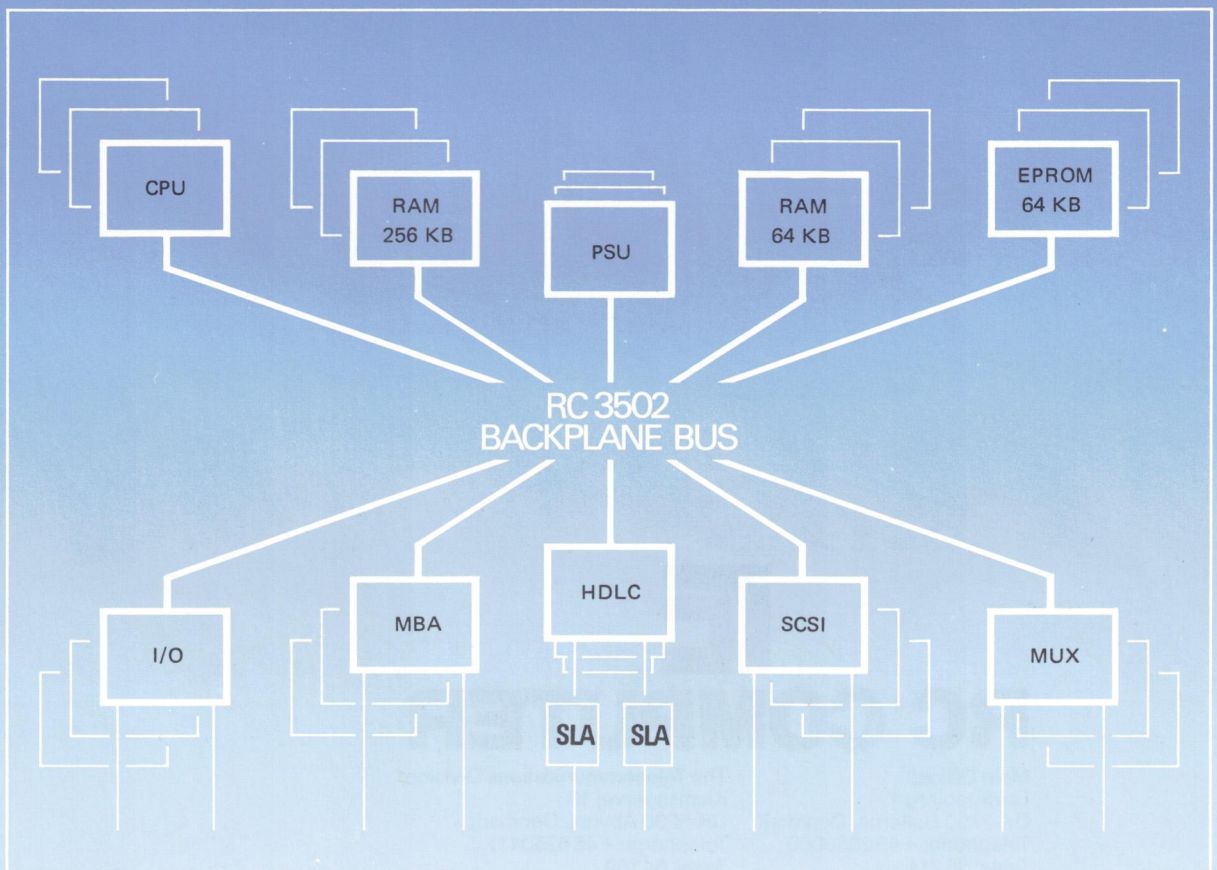 CPU
RAM
256 KB
PSU
RAM
64 KB
EPROM
64 KB
RC 3502
BACKPLANE BUS
I/O
MBA
HDLC
SCSI
MUX
SLA
SLA